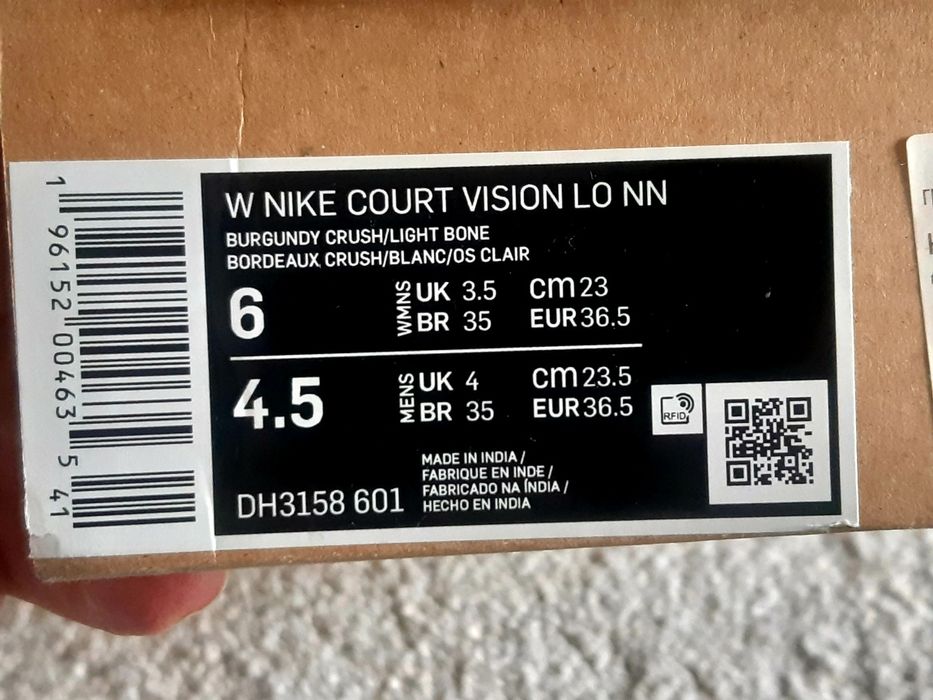 W NIKE COURT VISION LO NN
BURGUNDY CRUSH/LIGHT BONE
BORDEAUX CRUSH/BLANC/OS CLAIR
6 WMNS UK 3.5 cm 23
BR 35 EUR 36.5
4.5 MENS UK 4 cm 23.5
BR 35 EUR 36.5
RFID
MADE IN INDIA /
FABRIQUE EN INDE /
FABRICADO NA ÍNDIA /
HECHO EN INDIA
DH3158 601
1 96152 00463 5 41